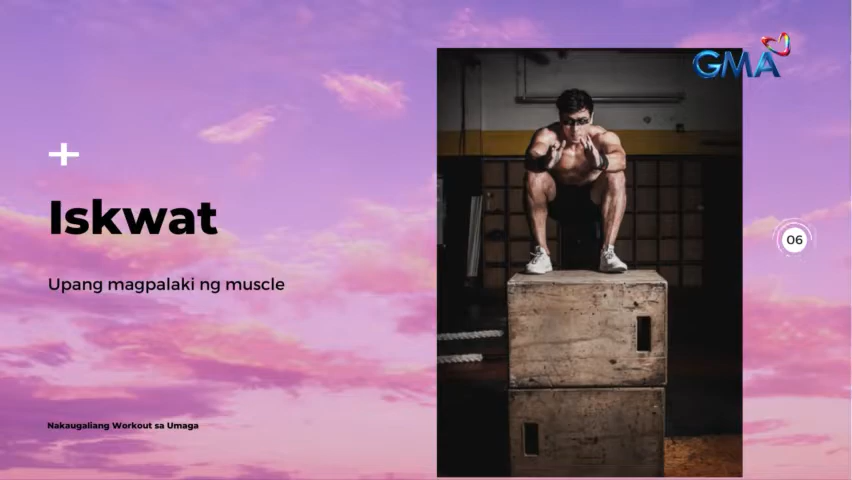 GMA
Iskwat
Upang magpalaki ng muscle
06
Nakaugaliang Workout sa Umaga